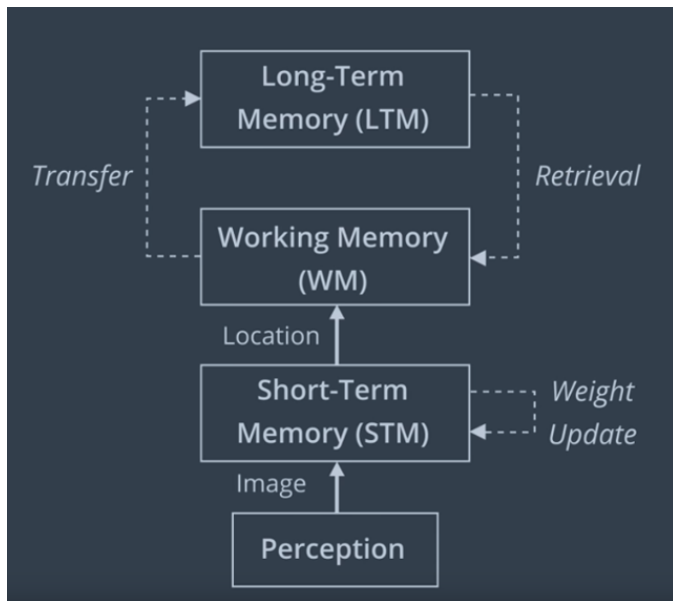 Long-Term
Memory (LTM)
Transfer
Retrieval
Working Memory
(WM)
Location
Short-Term
Memory (STM)
Weight
Update
Image
Perception